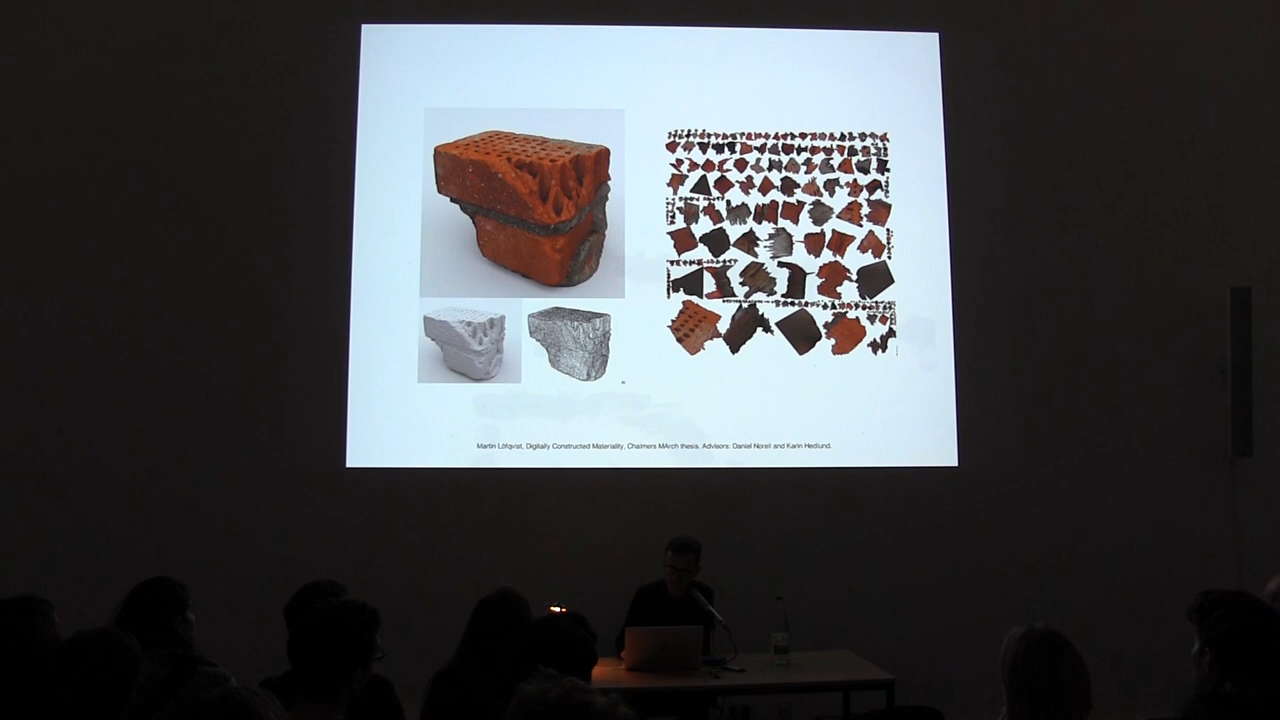 Martin Löfqvist, Digitally Constructed Materiality, Chalmers MArch thesis. Advisors: Daniel Norell and Karin Hedlund.